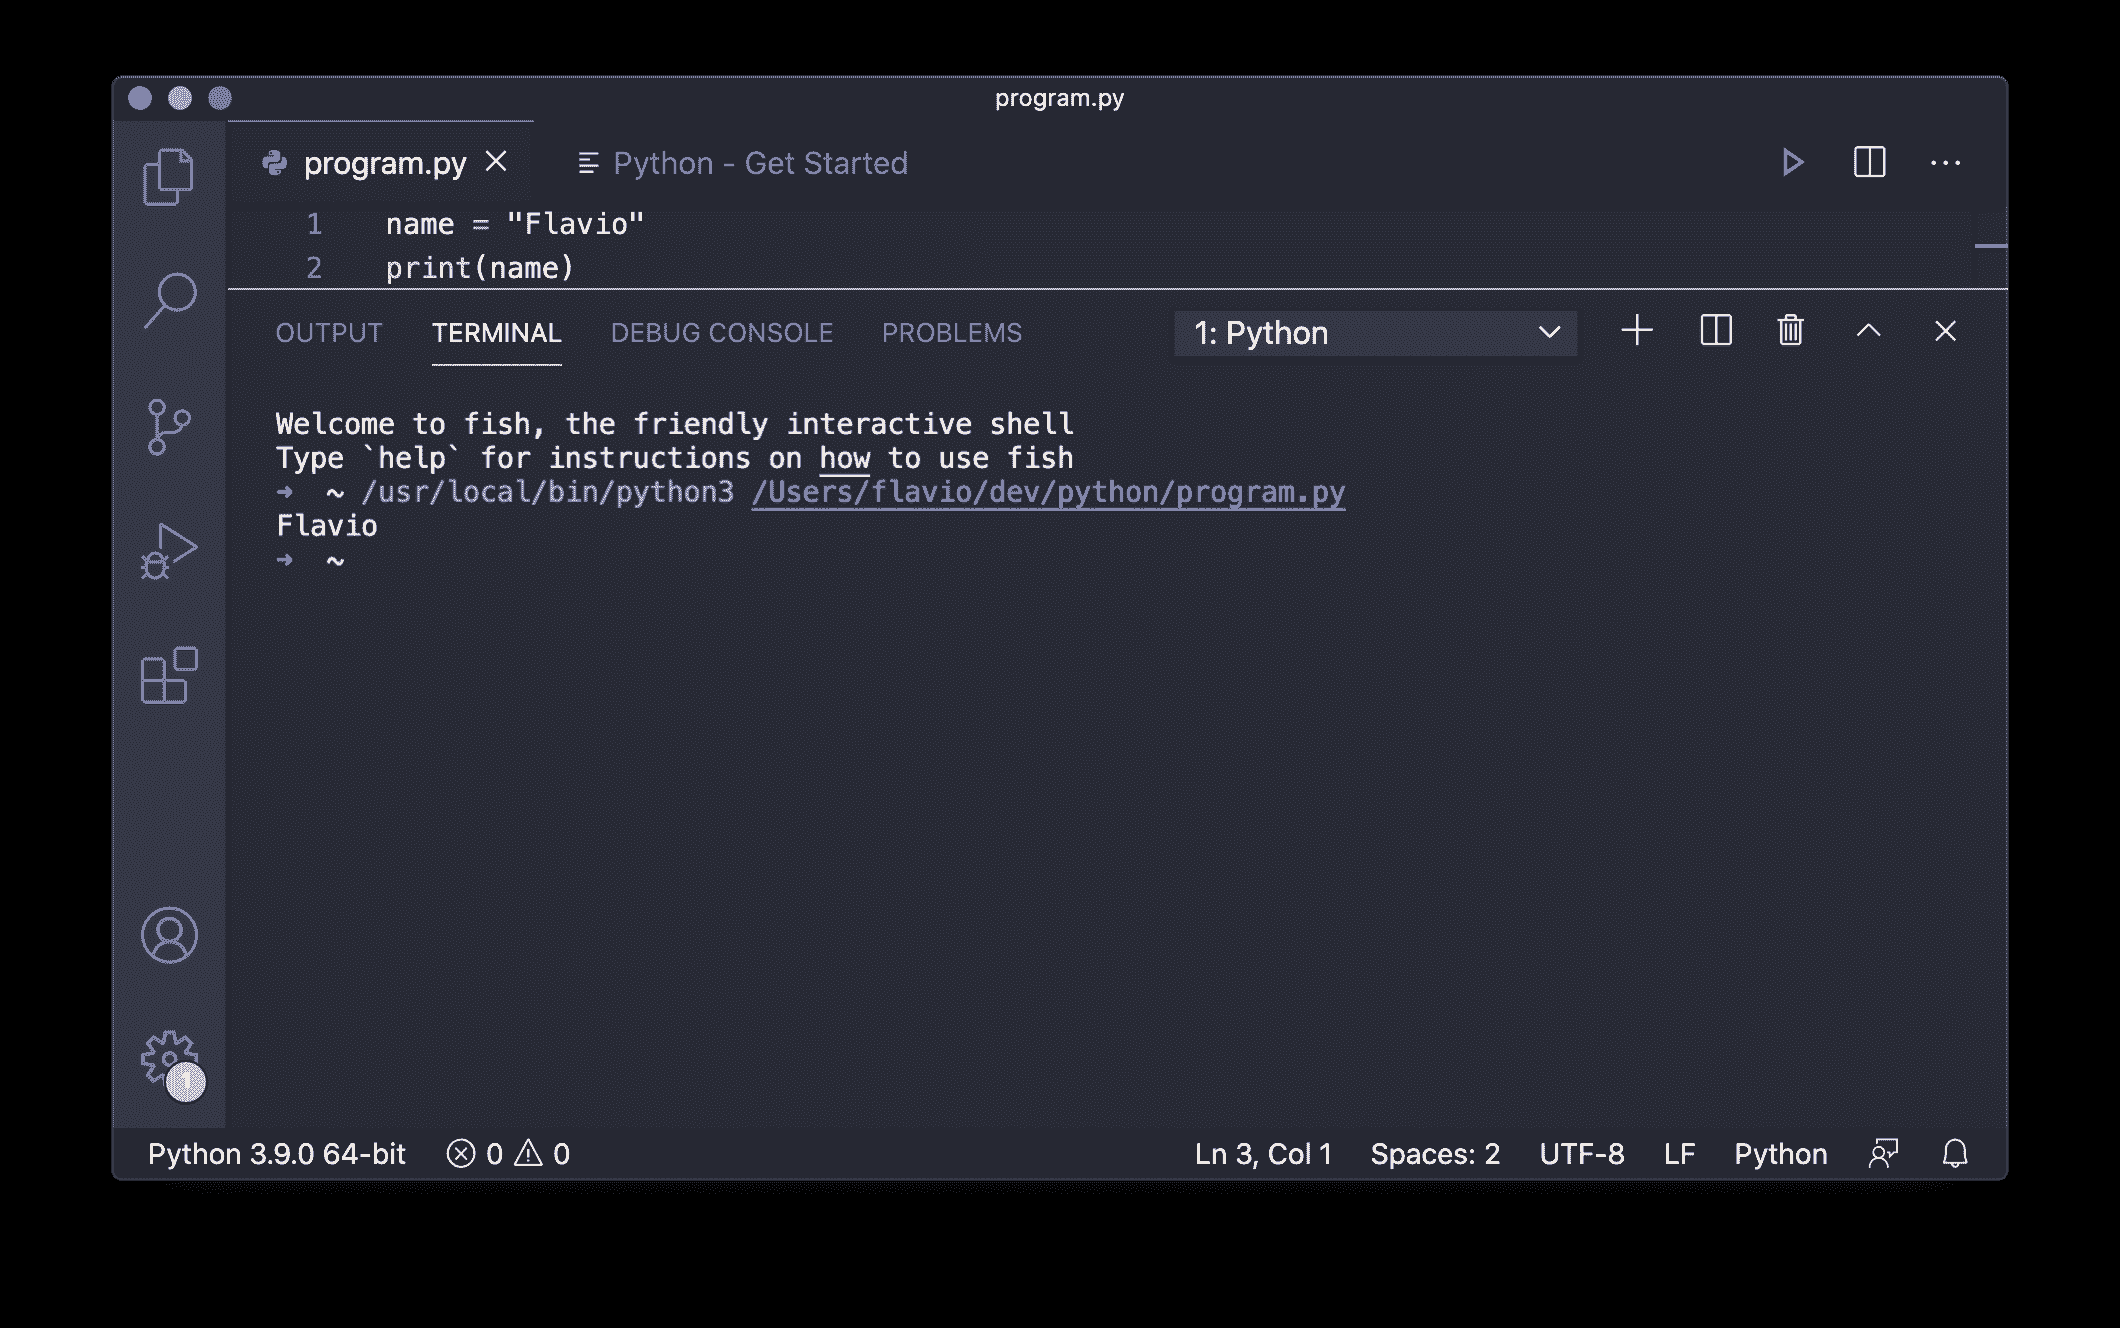 program.py
program.py Python - Get Started
1 name = "Flavio"
2 print(name)
OUTPUT TERMINAL DEBUG CONSOLE PROBLEMS 1: Python
Welcome to fish, the friendly interactive shell
Type `help` for instructions on how to use fish
➜ ~ /usr/local/bin/python3 /Users/flavio/dev/python/program.py
Flavio
➜ ~
1
Python 3.9.0 64-bit 0 0 Ln 3, Col 1 Spaces: 2 UTF-8 LF Python